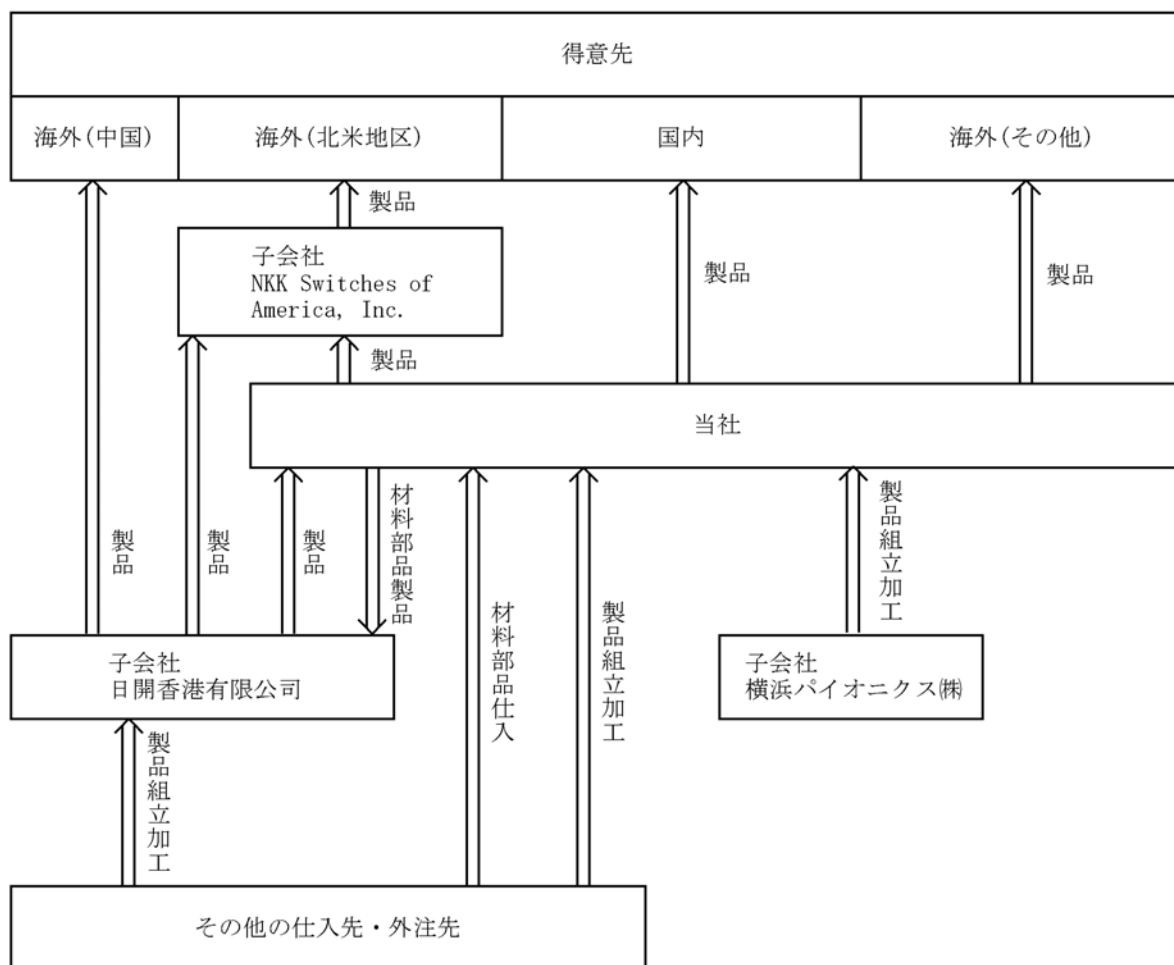 得意先
海外(中国)
海外(北米地区)
国内
海外(その他)
製品
子会社
NKK Switches of
America, Inc.
製品
製品
製品
当社
製品
製品
製品
材料部品製品
材料部品仕入
製品組立加工
製品組立加工
子会社
日開香港有限公司
子会社
横浜パイオニクス㈱
製品組立加工
その他の仕入先・外注先